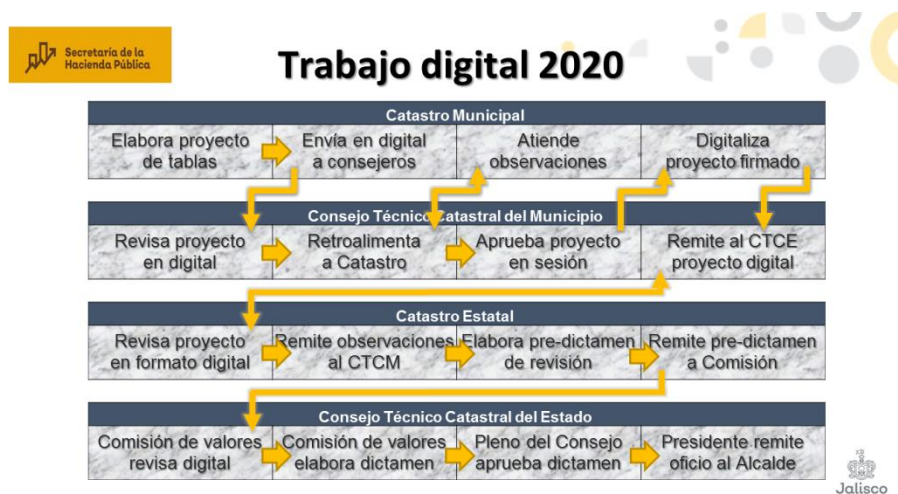 Secretaría de la
Hacienda Pública
Trabajo digital 2020
Catastro Municipal
Elabora proyecto
de tablas
Envía en digital
a consejeros
Atiende
observaciones
Digitaliza
proyecto firmado
Consejo Técnico Catastral del Municipio
Revisa proyecto
en digital
Retroalimenta
a Catastro
Aprueba proyecto
en sesión
Remite al CTCE
proyecto digital
Catastro Estatal
Revisa proyecto
en formato digital
Remite observaciones
al CTCM
Elabora pre-dictamen
de revisión
Remite pre-dictamen
a Comisión
Consejo Técnico Catastral del Estado
Comisión de valores
revisa digital
Comisión de valores
elabora dictamen
Pleno del Consejo
aprueba dictamen
Presidente remite
oficio al Alcalde
Jalisco